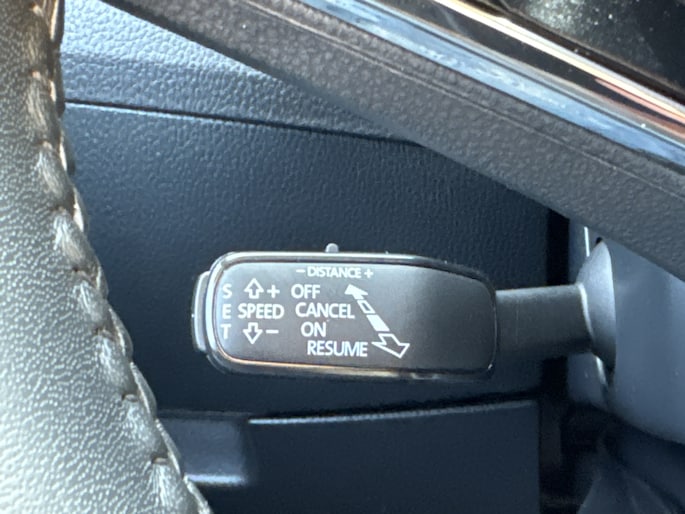 − DISTANCE +
S + OFF
E SPEED CANCEL
T − ON
RESUME